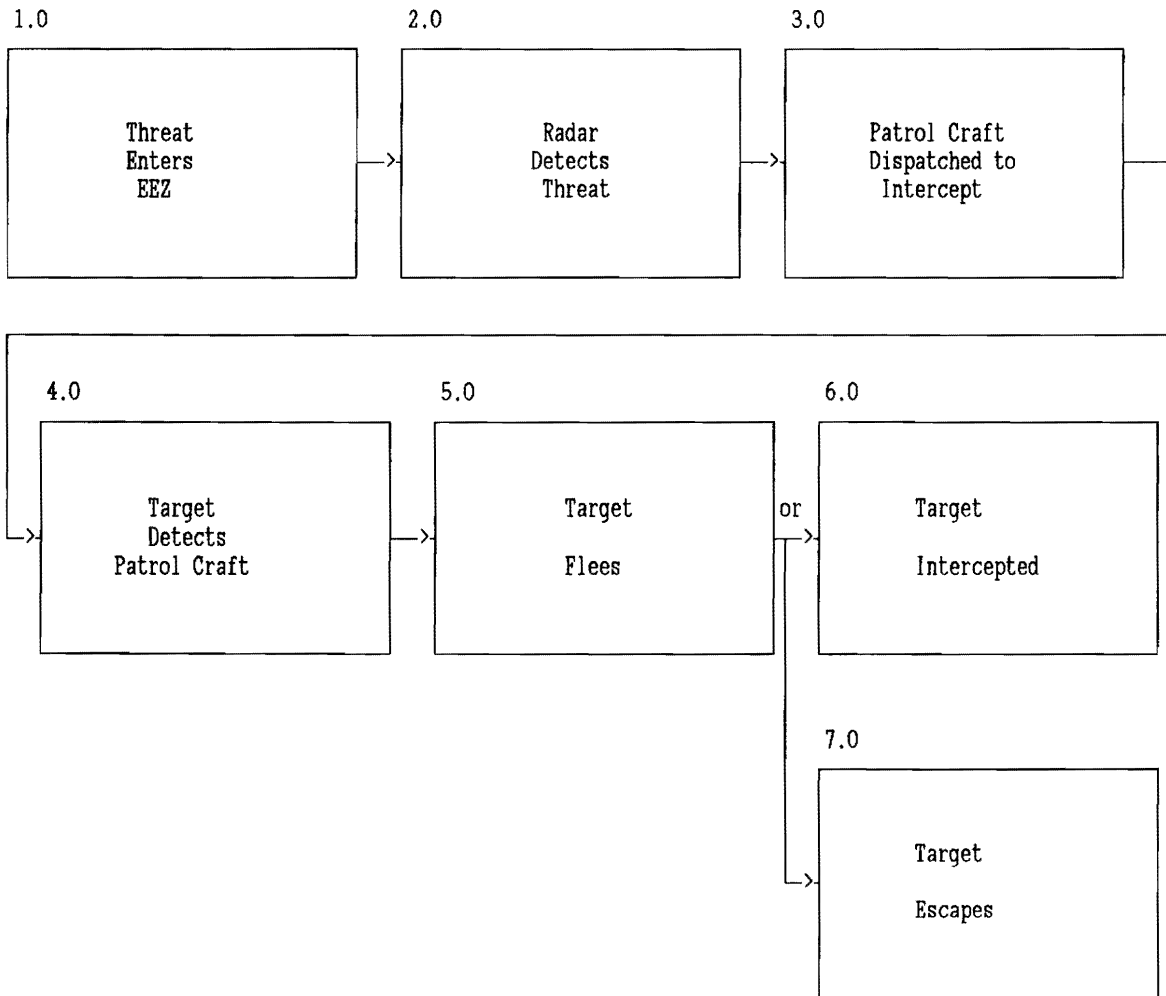 1.0
2.0
3.0
Threat
Enters
EEZ
Radar
Detects
Threat
Patrol Craft
Dispatched to
Intercept
4.0
5.0
6.0
Target
Detects
Patrol Craft
Target
Flees
or
Target
Intercepted
7.0
Target
Escapes